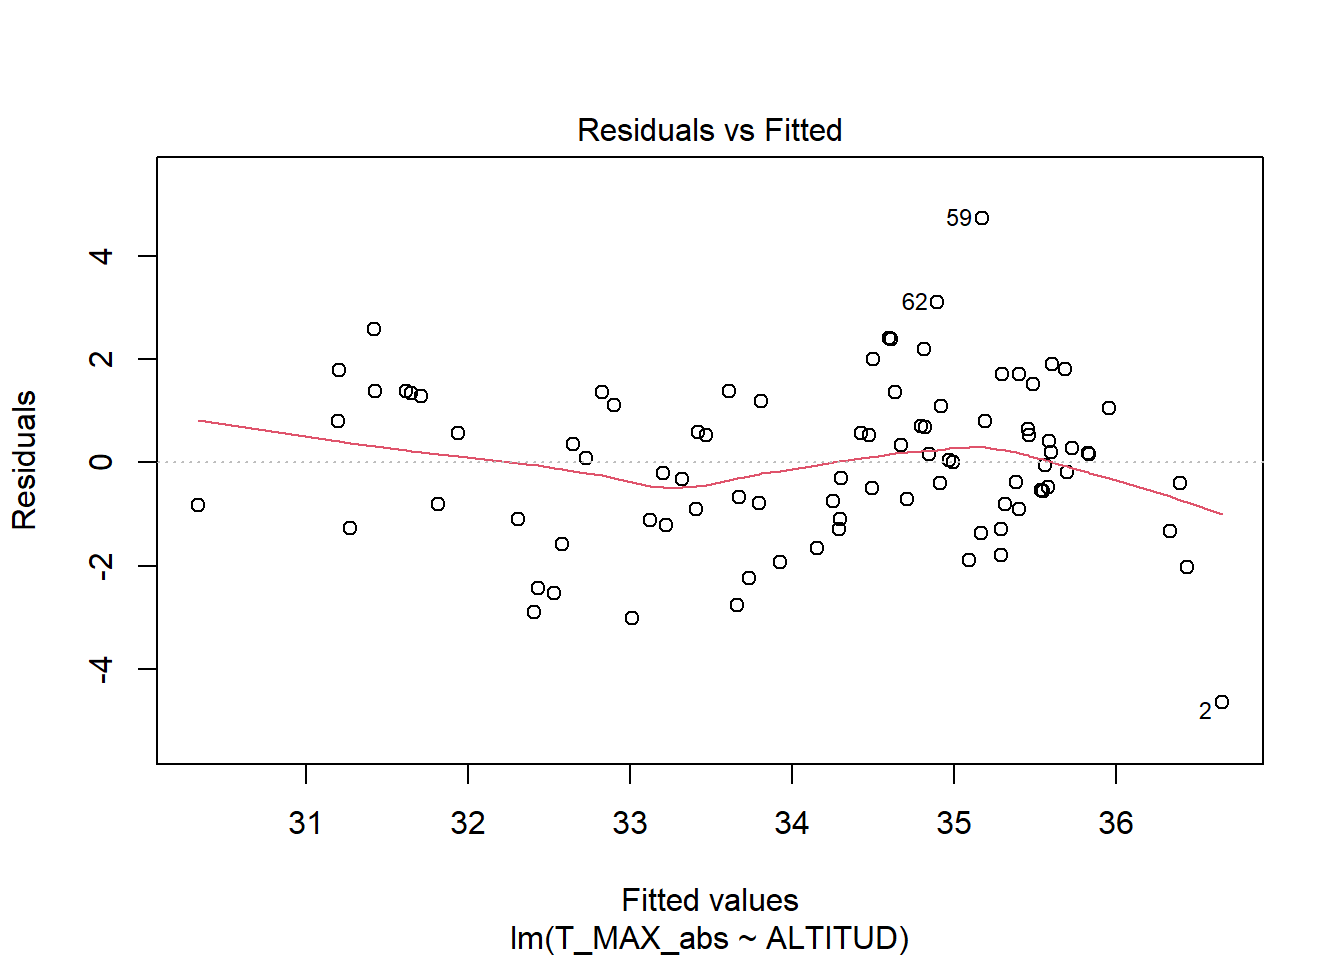 Residuals vs Fitted
Residuals
4
2
0
-2
-4
59
62
2
31 32 33 34 35 36
Fitted values
lm(T_MAX_abs ~ ALTITUD)